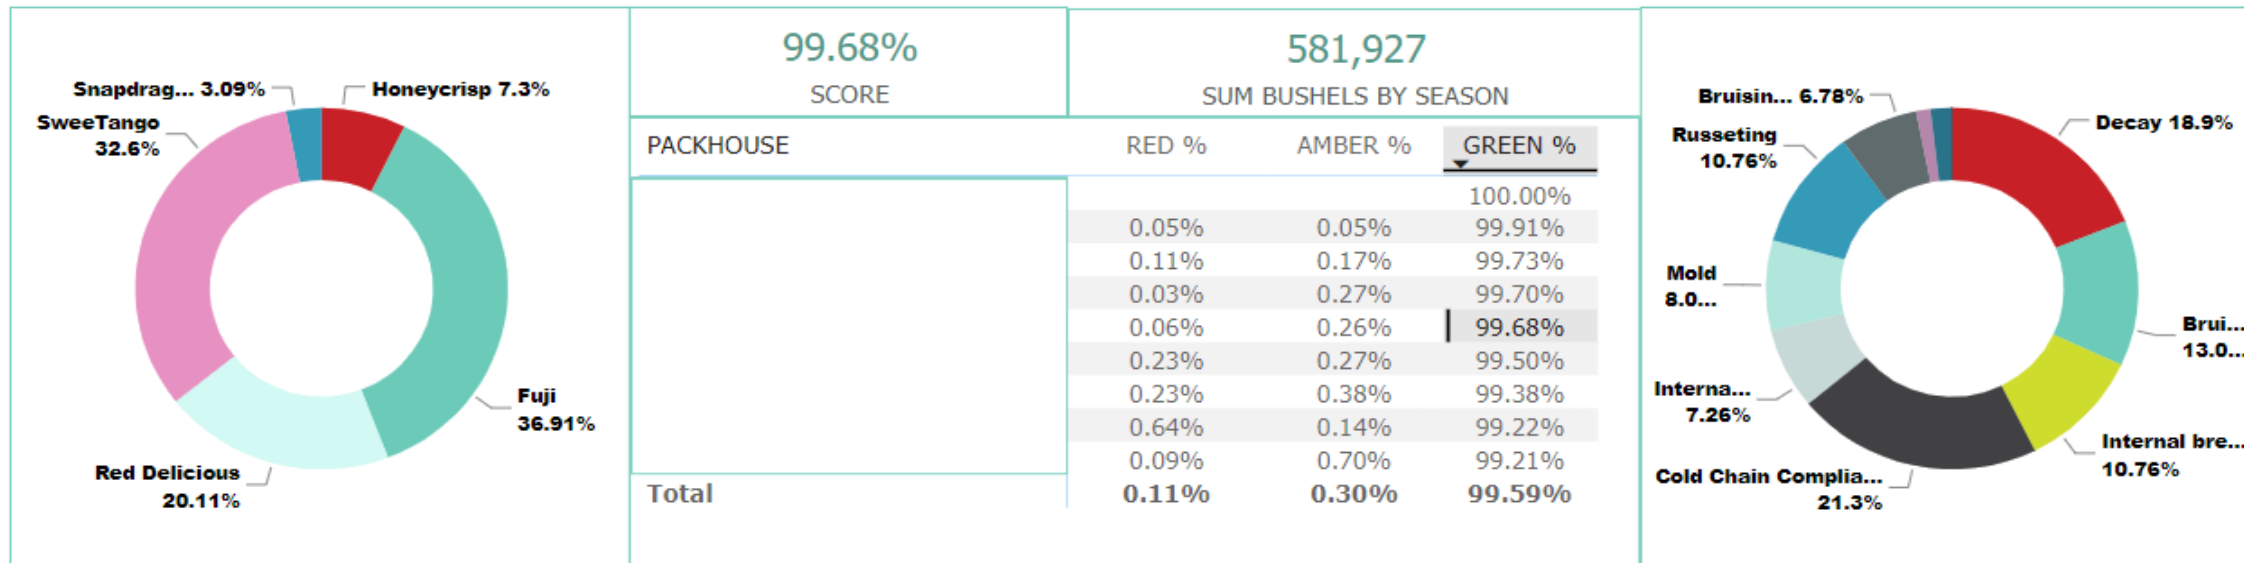 Snapdrag... 3.09%
Honeycrisp 7.3%
SweeTango
32.6%
Fuji
36.91%
Red Delicious
20.11%
99.68%
SCORE
581,927
SUM BUSHELS BY SEASON
PACKHOUSE RED % AMBER % GREEN %
100.00%
0.05% 0.05% 99.91%
0.11% 0.17% 99.73%
0.03% 0.27% 99.70%
0.06% 0.26% 99.68%
0.23% 0.27% 99.50%
0.23% 0.38% 99.38%
0.64% 0.14% 99.22%
0.09% 0.70% 99.21%
Total 0.11% 0.30% 99.59%
Bruisin... 6.78%
Decay 18.9%
Russeting
10.76%
Mold
8.0...
Brui...
13.0...
Interna...
7.26%
Internal bre...
10.76%
Cold Chain Complia...
21.3%